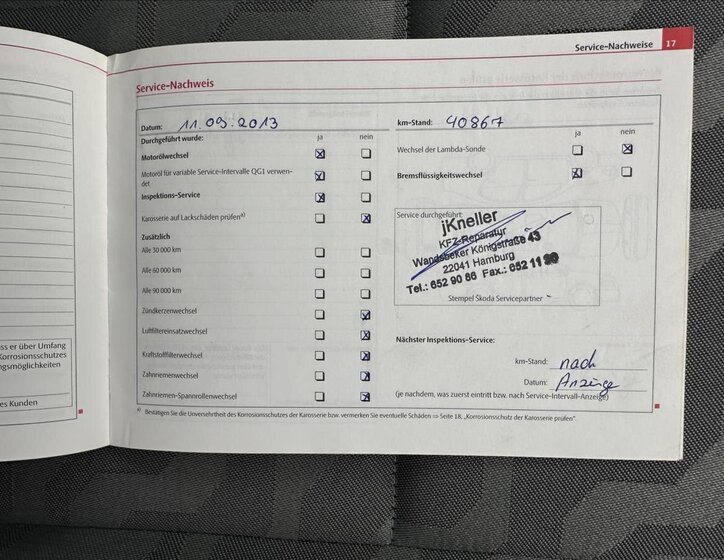 Service-Nachweise 17
Service-Nachweis
Datum: 11.09.2013
Durchgeführt wurde: ja nein
Motorölwechsel
Motoröl für variable Service-Intervalle QG1 verwen-
det
Inspektions-Service
Karosserie auf Lackschäden prüfen a)
Zusätzlich
Alle 30 000 km
Alle 60 000 km
Alle 90 000 km
Zündkerzenwechsel
Luftfiltereinsatzwechsel
Kraftstofffilterwechsel
Zahnriemenwechsel
Zahnriemen-Spannrollenwechsel
km-Stand: 40867
ja nein
Wechsel der Lambda-Sonde
Bremsflüssigkeitswechsel
Service durchgeführt:
jKneller
KFZ-Reparatur
Wandsbeker Königstraße 43
22041 Hamburg
Tel.: 652 90 86 Fax.: 652 11
Stempel Škoda Servicepartner
Nächster Inspektions-Service:
km-Stand: nach
Datum: Anzeige
(je nachdem, was zuerst eintritt bzw. nach Service-Intervall-Anzeige)
a) Bestätigen Sie die Unversehrtheit des Korrosionsschutzes der Karosserie bzw. vermerken Sie eventuelle Schäden ⇒ Seite 18, „Korrosionsschutz der Karosserie prüfen“
ss er über Umfang
Korrosionsschutzes
gsmöglichkeiten
es Kunden